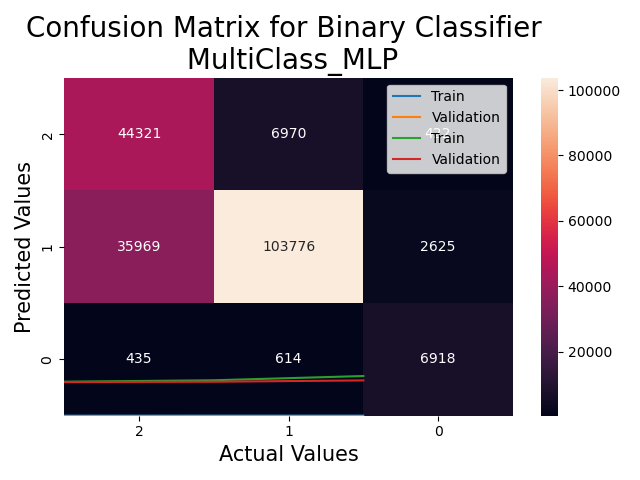 Confusion Matrix for Binary Classifier
MultiClass_MLP
Train
Validation
Train
Validation
44321 6970
35969 103776 2625
435 614 6918
2
1
0
Predicted Values
2 1 0
Actual Values
100000
80000
60000
40000
20000